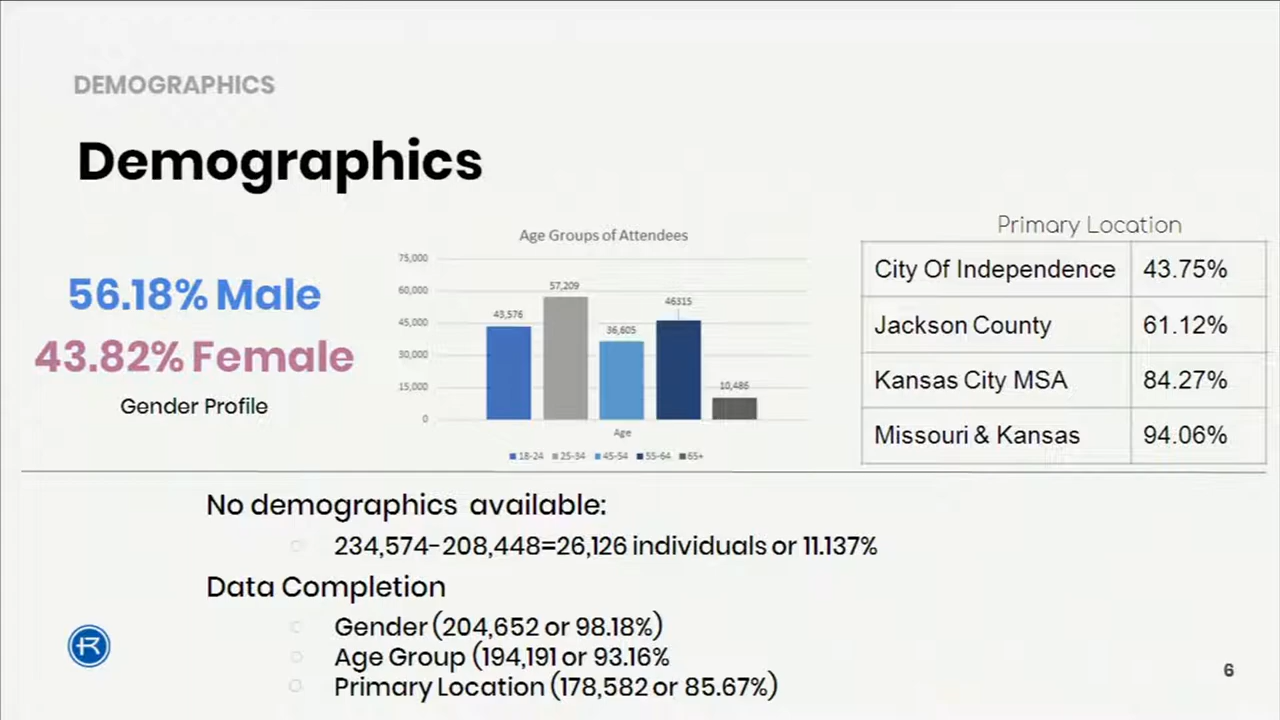 DEMOGRAPHICS
Demographics
56.18% Male
43.82% Female
Gender Profile
Age Groups of Attendees
75,000
60,000
45,000
30,000
15,000
0
43,576
57,209
36,605
46315
10,486
Age
18-24 25-34 45-54 55-64 65+
Primary Location
City Of Independence 43.75%
Jackson County 61.12%
Kansas City MSA 84.27%
Missouri & Kansas 94.06%
No demographics available:
234,574-208,448=26,126 individuals or 11.137%
Data Completion
Gender (204,652 or 98.18%)
Age Group (194,191 or 93.16%
Primary Location (178,582 or 85.67%)
6